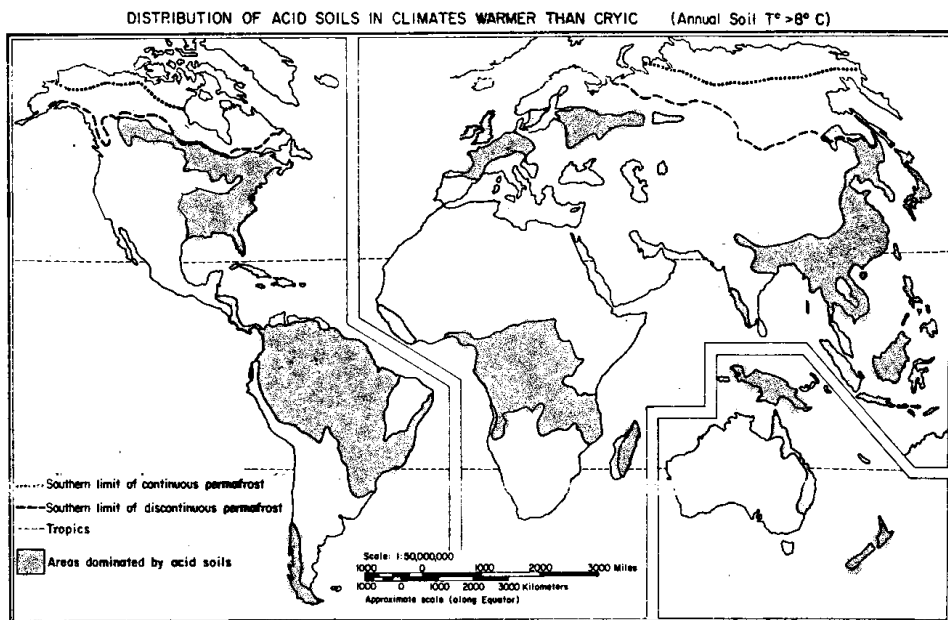 DISTRIBUTION OF ACID SOILS IN CLIMATES WARMER THAN CRYIC (Annual Soil T° >8° C)
Southern limit of continuous permafrost
Southern limit of discontinuous permafrost
Tropics
Areas dominated by acid soils
Scale: 1:50,000,000
1000 0 1000 2000 3000 Miles
1000 0 1000 2000 3000 Kilometers
Approximate scale (along Equator)